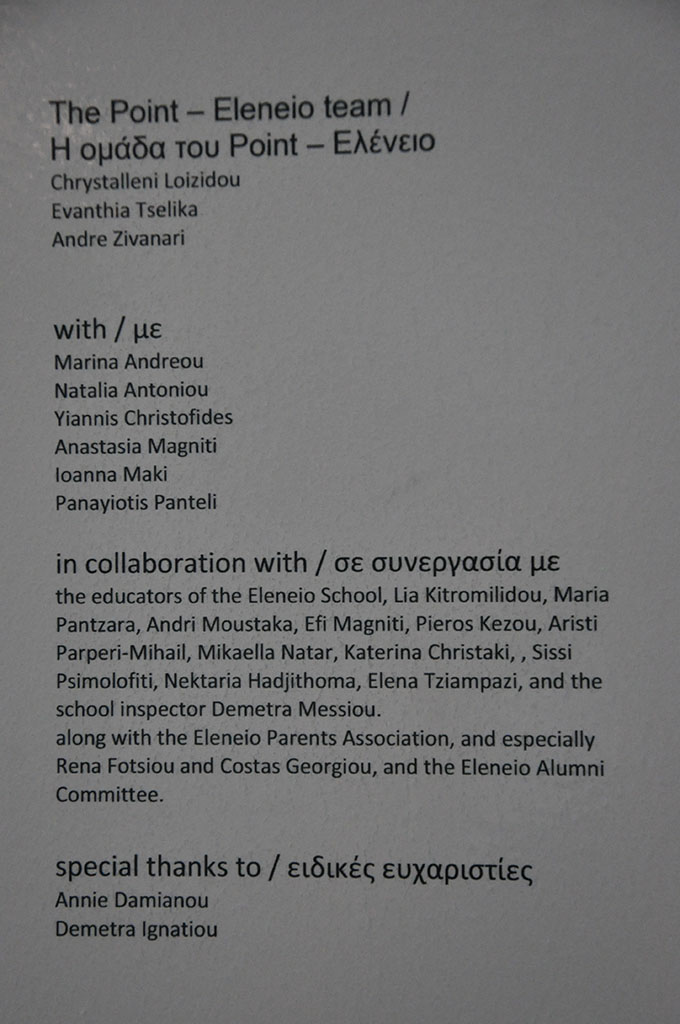 The Point – Eleneio team /
Η ομάδα του Point – Ελένειο
Chrystalleni Loizidou
Evanthia Tselika
Andre Zivanari
with / με
Marina Andreou
Natalia Antoniou
Yiannis Christofides
Anastasia Magniti
Ioanna Maki
Panayiotis Panteli
in collaboration with / σε συνεργασία με
the educators of the Eleneio School, Lia Kitromilidou, Maria
Pantzara, Andri Moustaka, Efi Magniti, Pieros Kezou, Aristi
Parperi-Mihail, Mikaella Natar, Katerina Christaki, , Sissi
Psimolofiti, Nektaria Hadjithoma, Elena Tziampazi, and the
school inspector Demetra Messiou.
along with the Eleneio Parents Association, and especially
Rena Fotsiou and Costas Georgiou, and the Eleneio Alumni
Committee.
special thanks to / ειδικές ευχαριστίες
Annie Damianou
Demetra Ignatiou